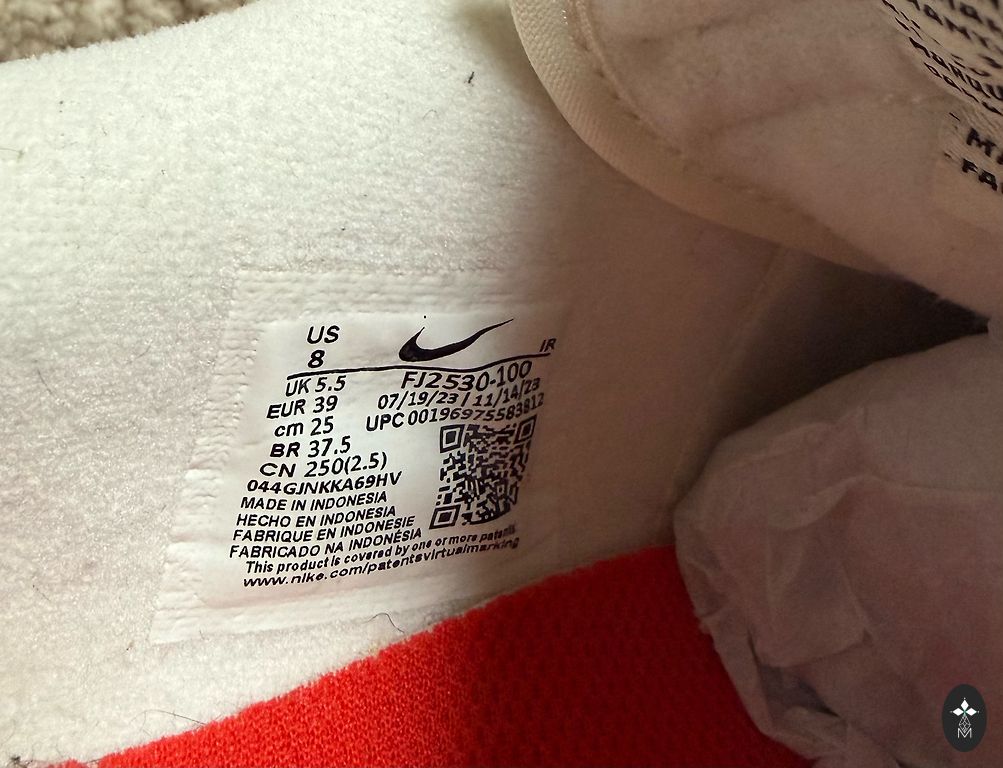 US
8
IR
UK 5.5
FJ2530-100
EUR 39
07/19/23 / 11/14/23
cm 25
UPC 00196975583812
BR 37.5
CN 250(2.5)
044GJNKKA69HV
MADE IN INDONESIA
HECHO EN INDONESIA
FABRIQUE EN INDONESIE
FABRICADO NA INDONÉSIA
This product is covered by one or more patents
www.nike.com/patentsvirtualmarking
M